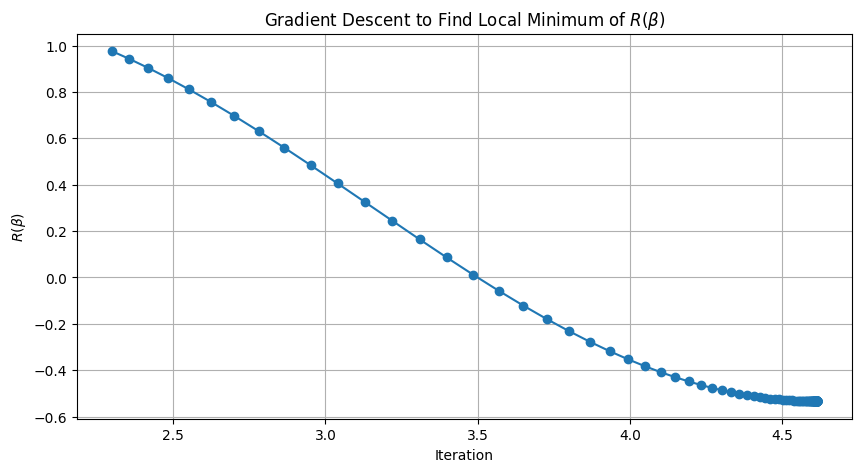 Gradient Descent to Find Local Minimum of R(β)
1.0
0.8
0.6
0.4
0.2
0.0
−0.2
−0.4
−0.6
R(β)
2.5 3.0 3.5 4.0 4.5
Iteration